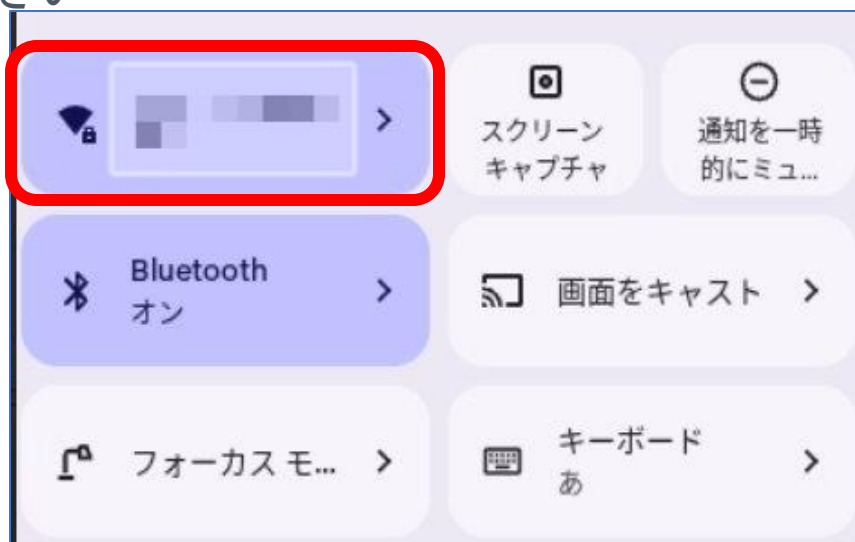 スクリーン
キャプチャ
通知を一時
的にミュ...
Bluetooth
オン
画面をキャスト
フォーカス モ...
キーボード
あ